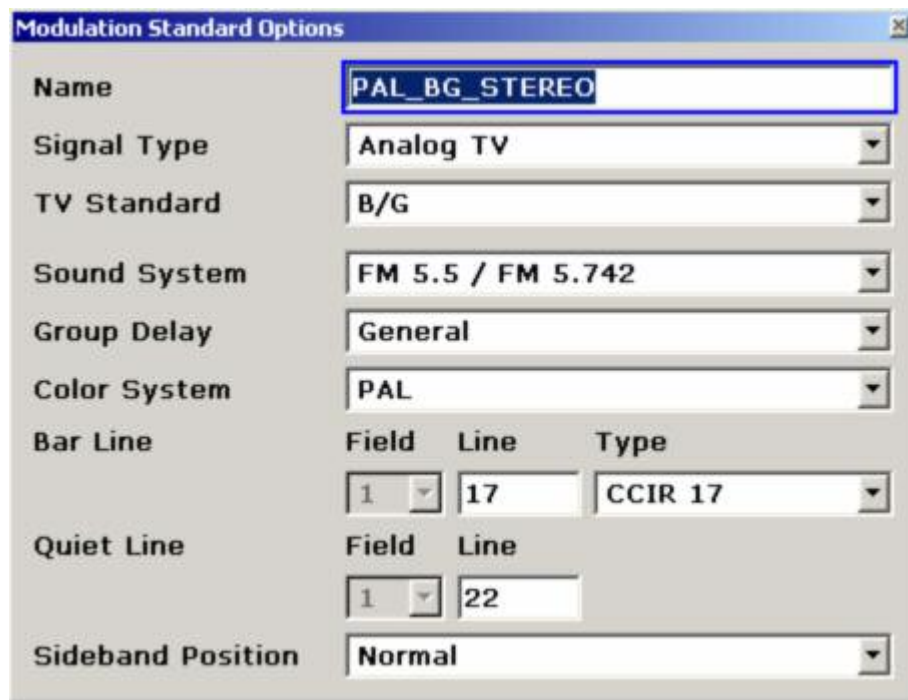 Modulation Standard Options
Name PAL_BG_STEREO
Signal Type Analog TV
TV Standard B/G
Sound System FM 5.5 / FM 5.742
Group Delay General
Color System PAL
Bar Line Field Line Type
1 17 CCIR 17
Quiet Line Field Line
1 22
Sideband Position Normal